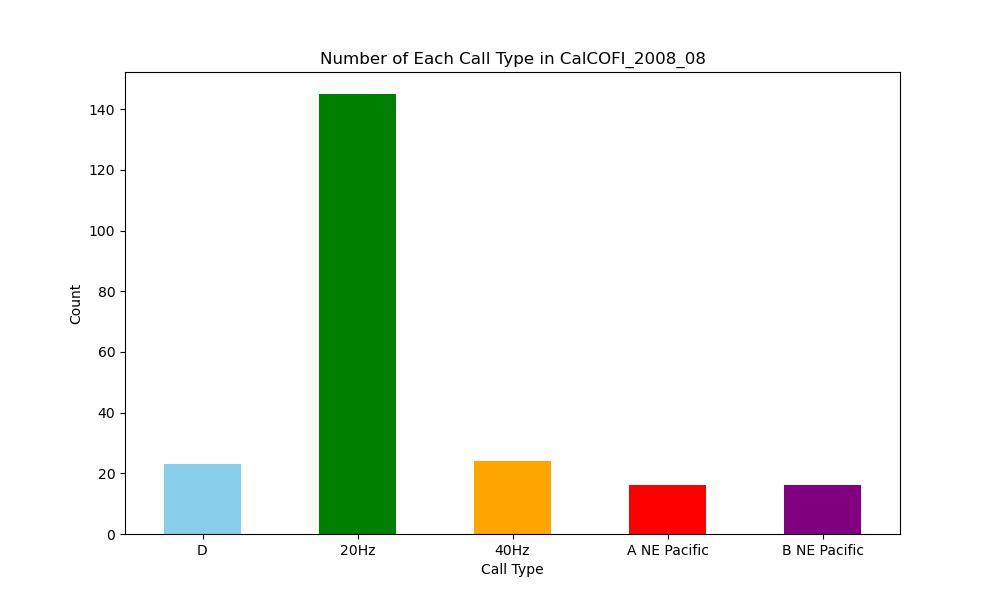 Number of Each Call Type in CalCOFI_2008_08
140
120
100
80
60
40
20
0
Count
D 20Hz 40Hz A NE Pacific B NE Pacific
Call Type